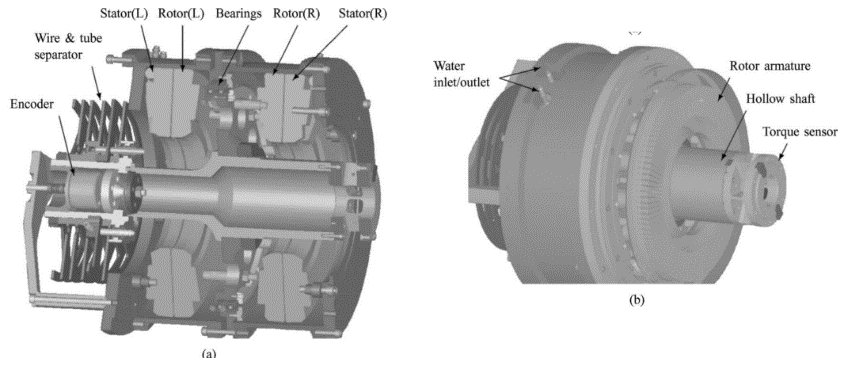 Stator(L) Rotor(L) Bearings Rotor(R) Stator(R)
Wire & tube
separator
Encoder
(a)
Water
inlet/outlet
Rotor armature
Hollow shaft
Torque sensor
(b)